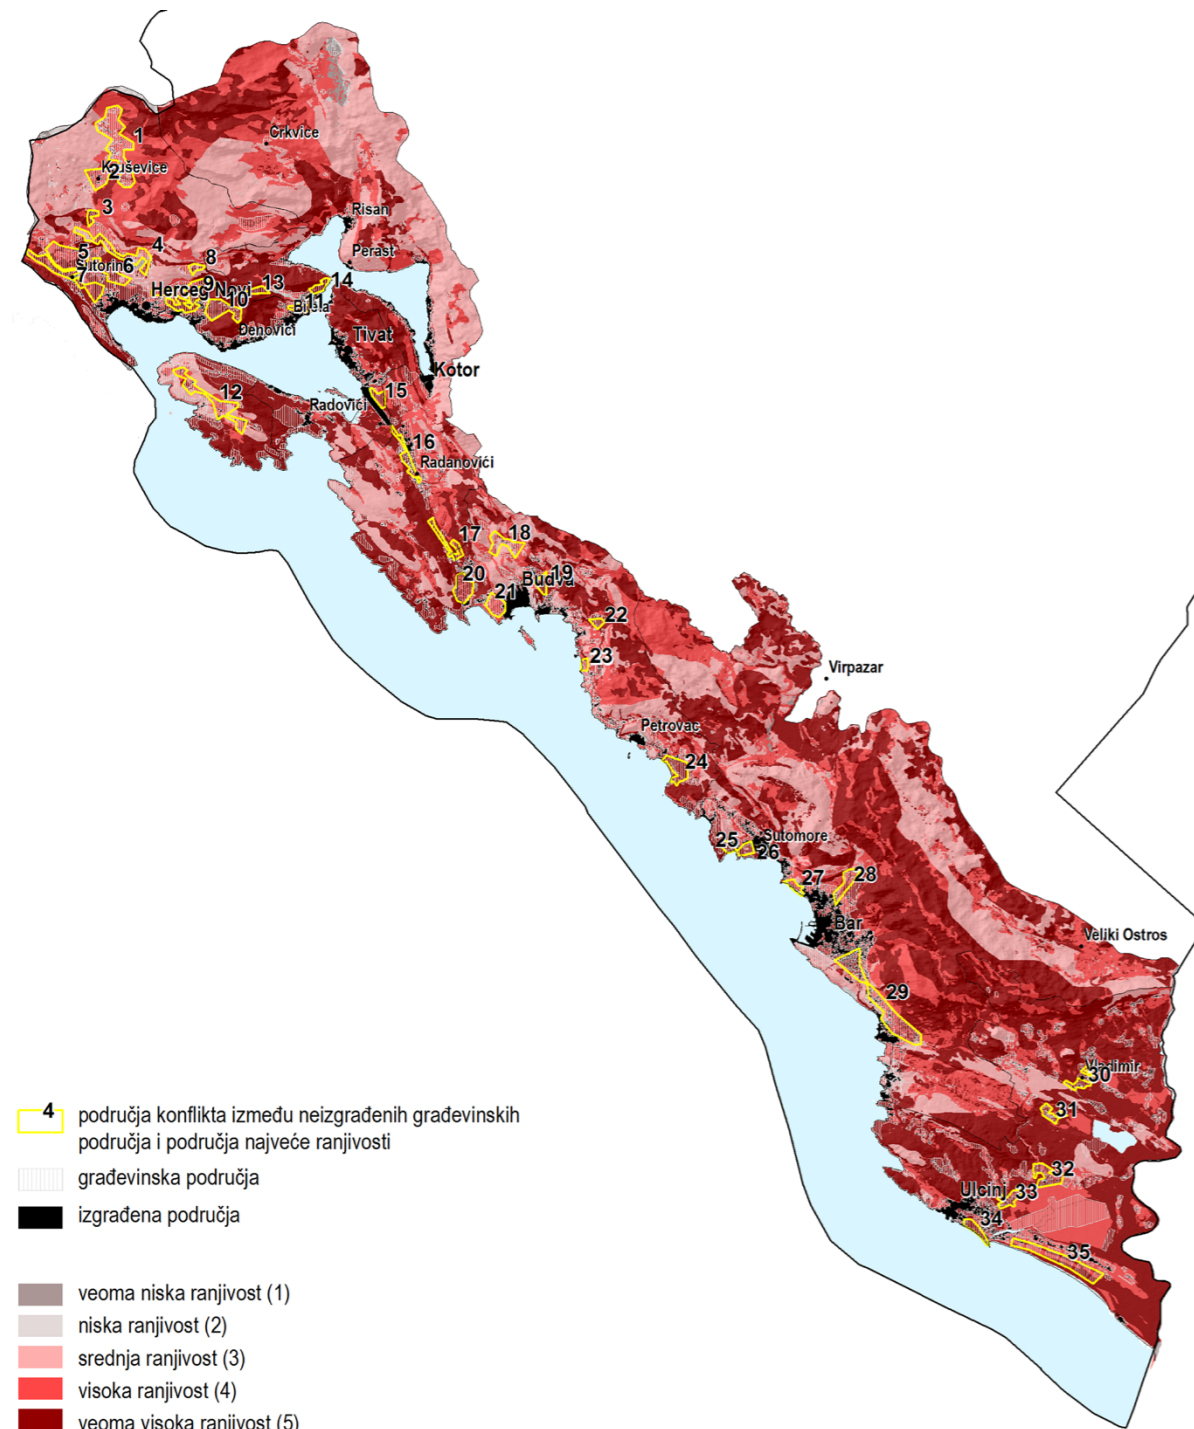 Crkvice
1
Kruševice
2
3
Risan
Perast
4
5
Sutorina
6
7
8
9
Herceg Novi
10
13
14
Bijela
11
Đenovići
Tivat
Kotor
12
Radovići
15
16
Radanovići
17
18
Budva
19
20
21
22
23
Virpazar
Petrovac
24
Sutomore
25
26
27
28
Bar
Veliki Ostros
29
Vladimir
30
31
32
Ulcinj
33
34
35
4
područja konflikta između neizgrađenih građevinskih
područja i područja najveće ranjivosti
građevinska područja
izgrađena područja
veoma niska ranjivost (1)
niska ranjivost (2)
srednja ranjivost (3)
visoka ranjivost (4)
veoma visoka ranjivost (5)